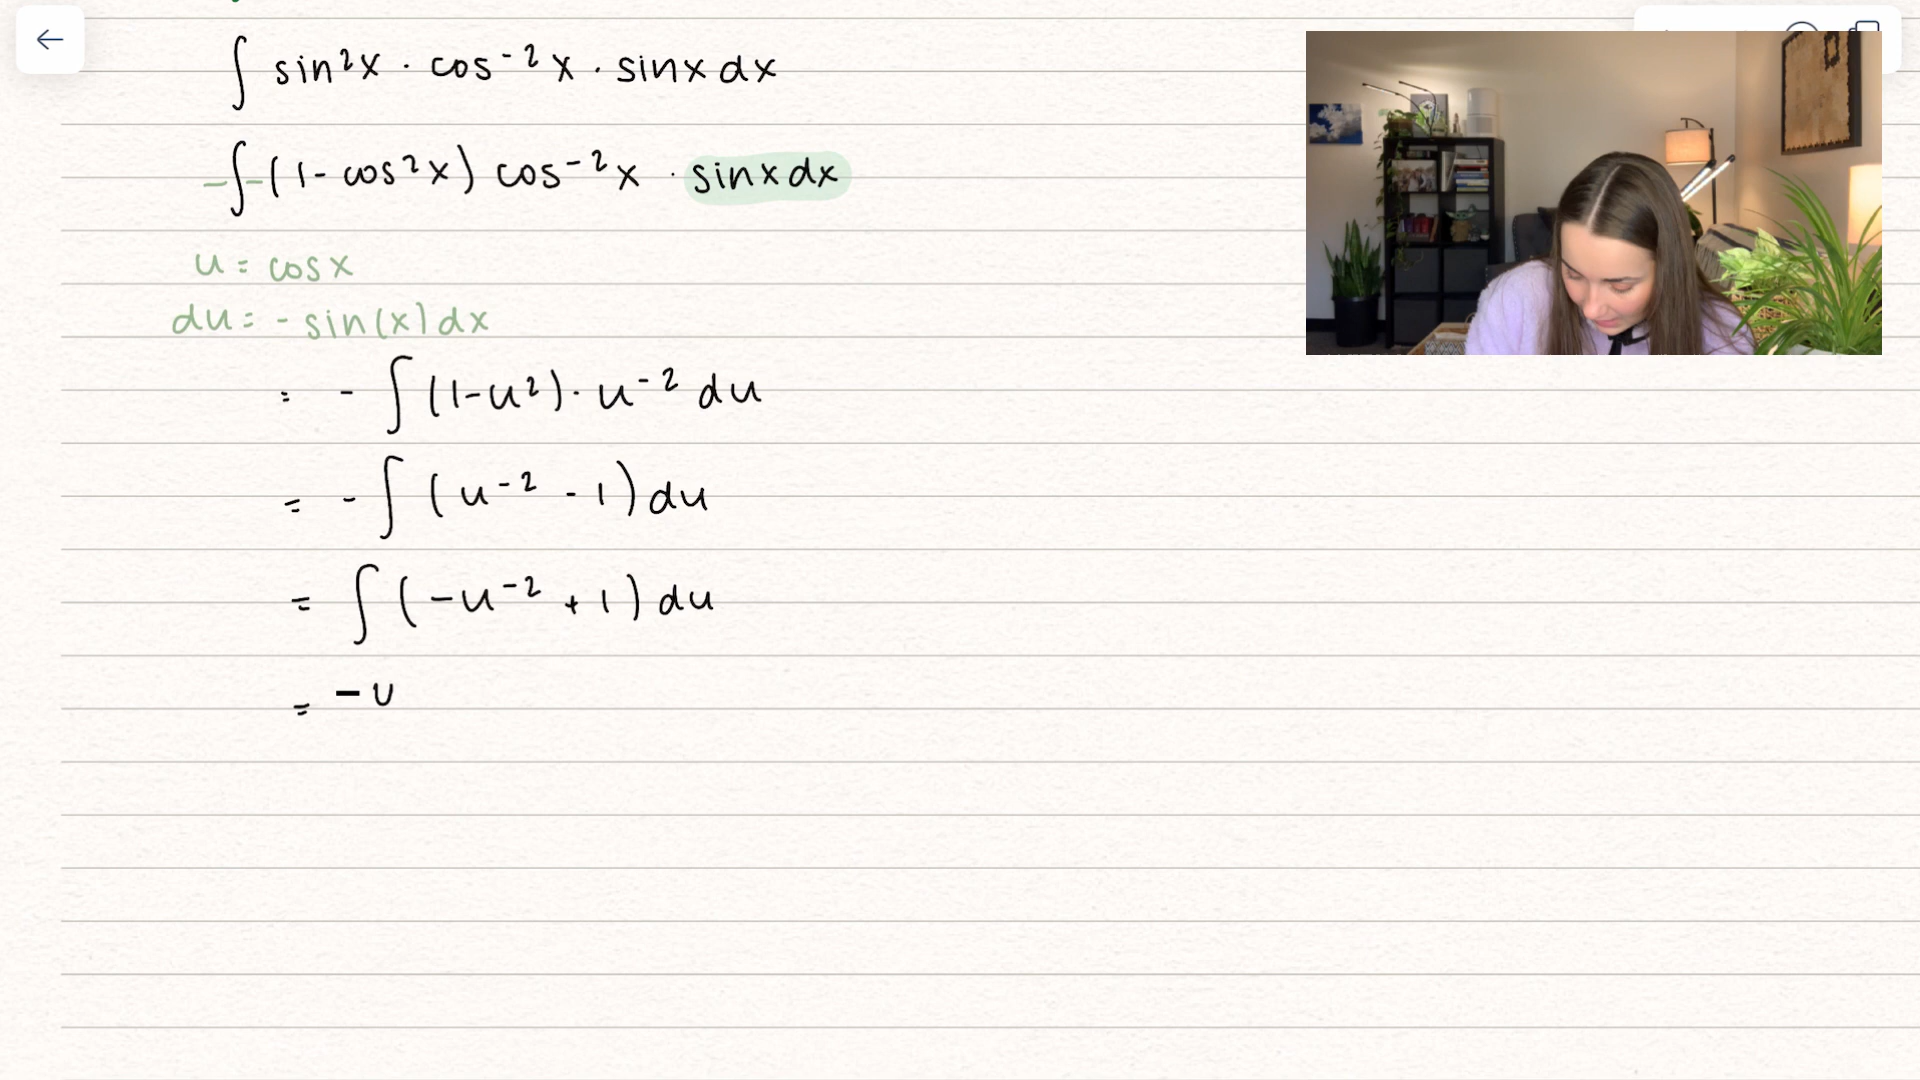 ∫ sin²x · cos⁻²x · sinx dx
-∫-(1-cos²x) cos⁻²x · sinx dx
u = cosx
du = -sin(x)dx
= -∫(1-u²)·u⁻² du
= -∫(u⁻² -1)du
= ∫(-u⁻² +1)du
= -u